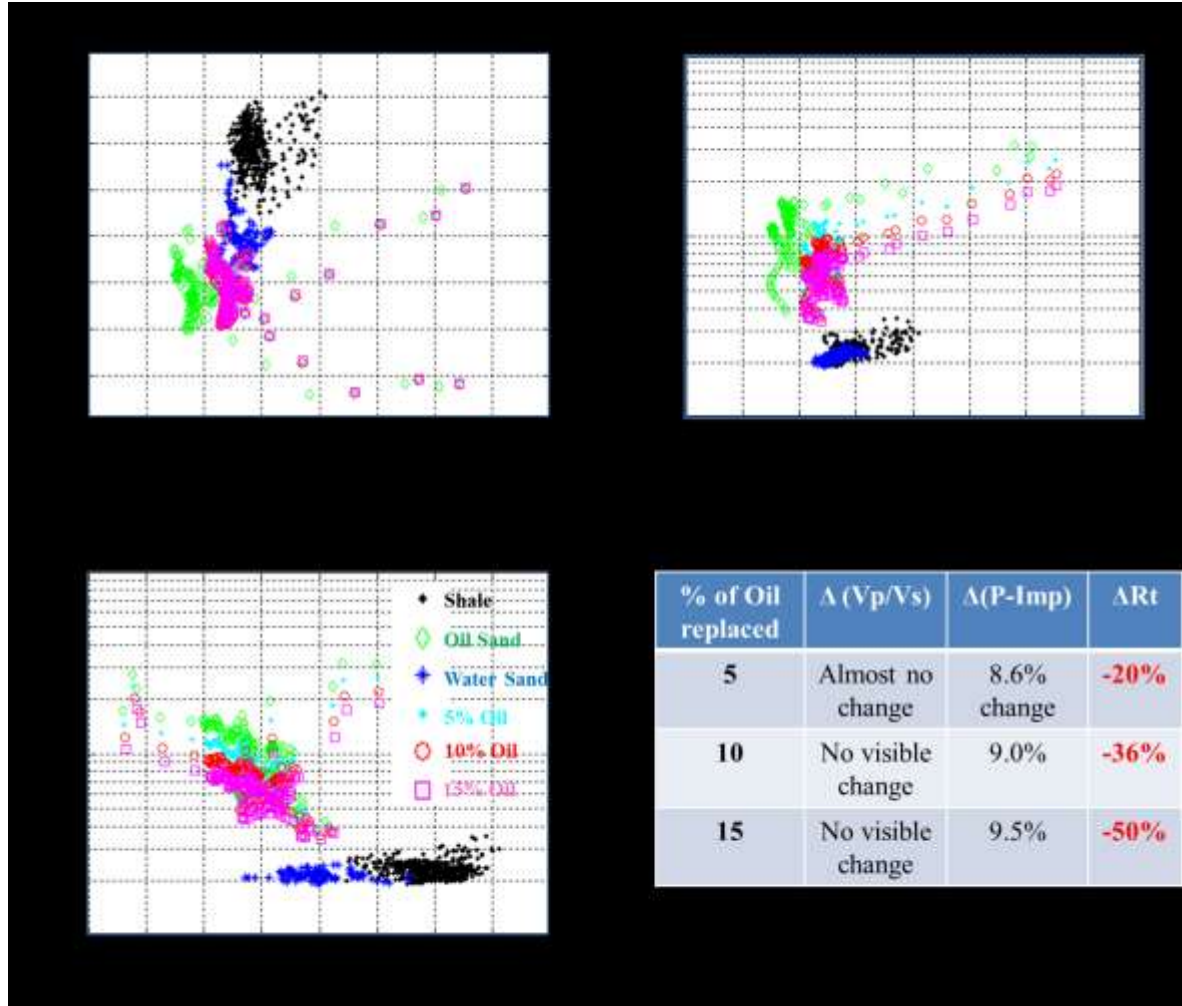 Shale
Oil Sand
Water Sand
5% Oil
10% Oil
15% Oil
% of Oil replaced Δ (Vp/Vs) Δ(P-Imp) ΔRt
5 Almost no change 8.6% change -20%
10 No visible change 9.0% -36%
15 No visible change 9.5% -50%